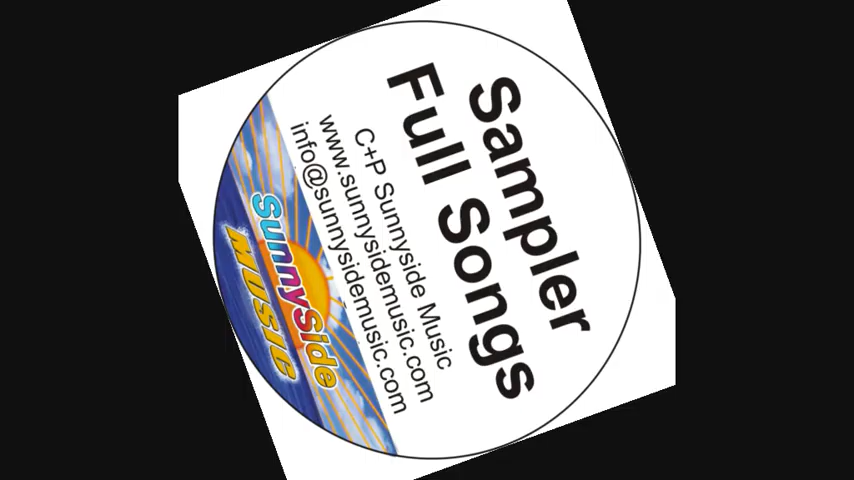 Sampler
Full Songs
C+P Sunnyside Music
www.sunnysidemusic.com
info@sunnysidemusic.com
SunnySide
MUSIC